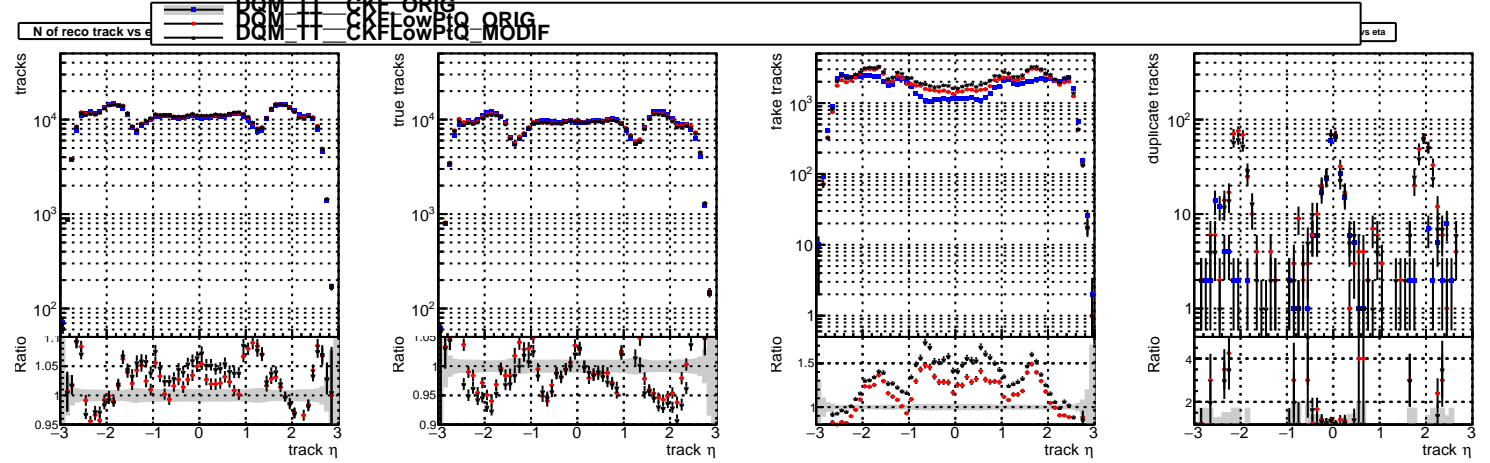 DQM_TT__CKF_ORIG
DQM_TT__CKFLowPtQ_ORIG
DQM_TT__CKFLowPtQ_MODIF
N of reco track vs e
vs eta
tracks
10⁴
10³
10²
Ratio
1.1
1.05
1
0.95
−3 −2 −1 0 1 2 3
track η
true tracks
10⁴
10³
10²
Ratio
1.05
1
0.95
0.9
−3 −2 −1 0 1 2 3
track η
fake tracks
10³
10²
10
1
Ratio
1.5
1
−3 −2 −1 0 1 2 3
track η
duplicate tracks
10²
10
1
Ratio
4
2
−3 −2 −1 0 1 2 3
track η